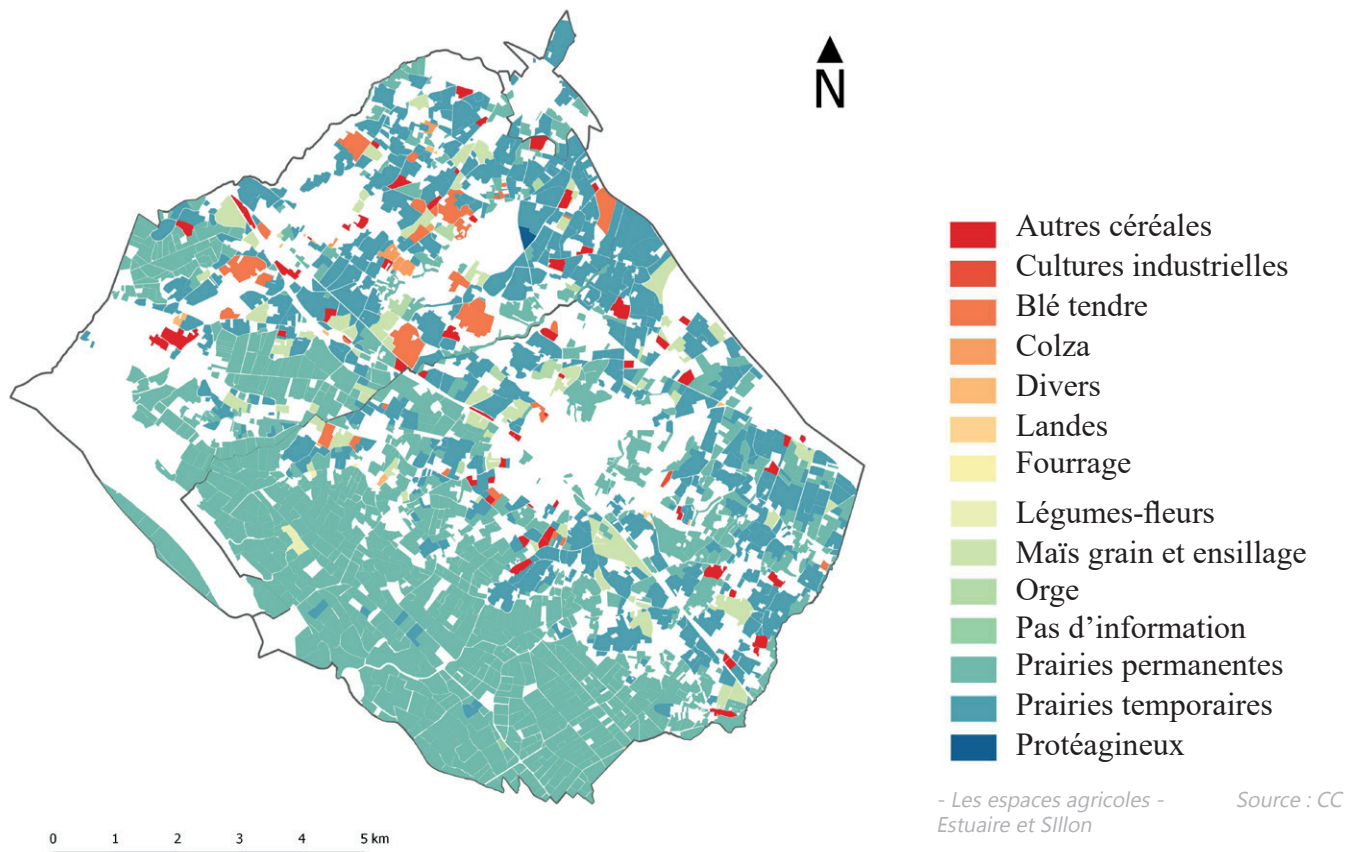 N
Autres céréales
Cultures industrielles
Blé tendre
Colza
Divers
Landes
Fourrage
Légumes-fleurs
Maïs grain et ensillage
Orge
Pas d'information
Prairies permanentes
Prairies temporaires
Protéagineux
- Les espaces agricoles - Source : CC
Estuaire et SIllon
0 1 2 3 4 5 km